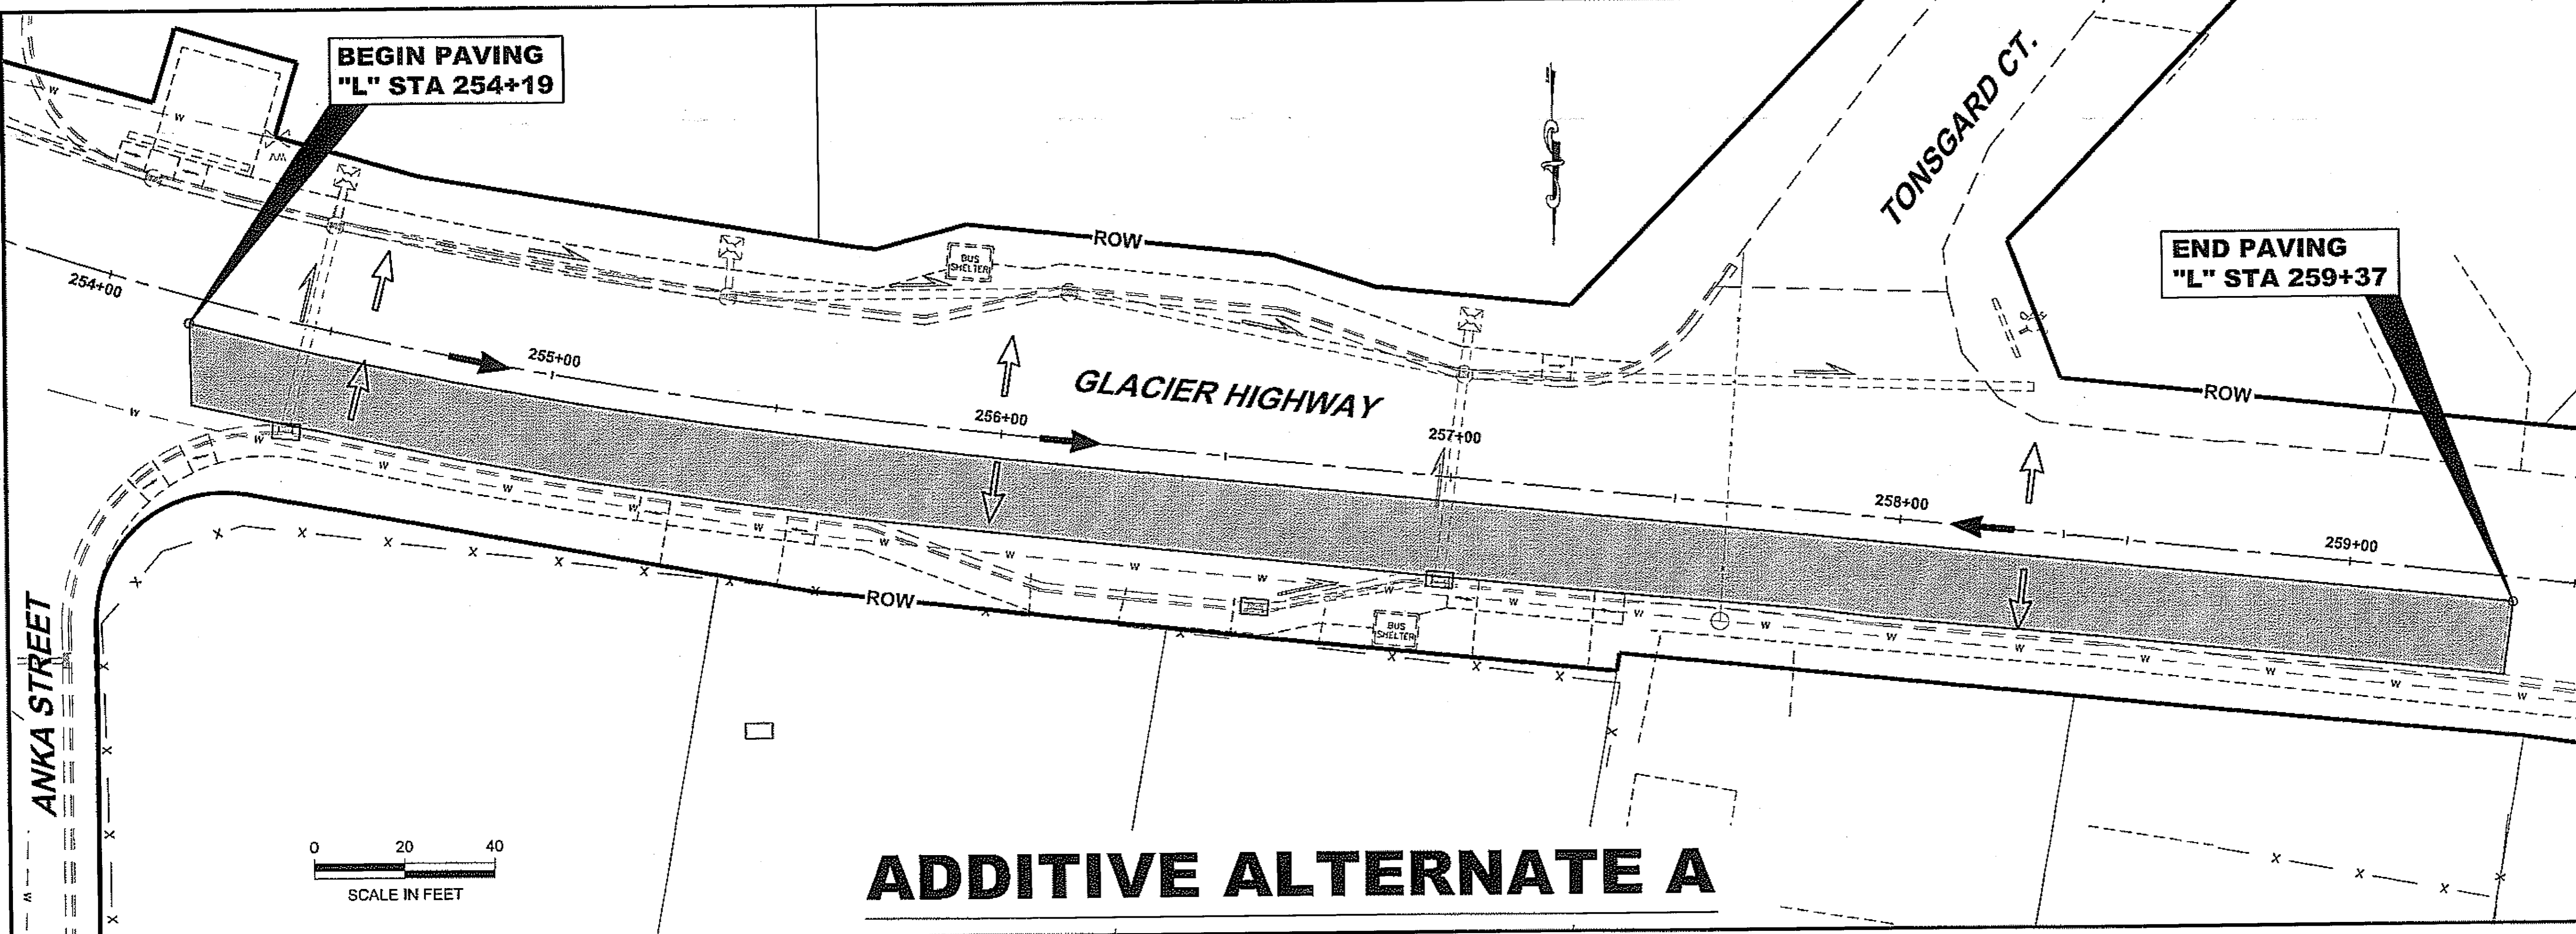 BEGIN PAVING
"L" STA 254+19
TONSGARD CT.
END PAVING
"L" STA 259+37
ROW
BUS
SHELTER
254+00
255+00
GLACIER HIGHWAY
256+00
257+00
258+00
259+00
ROW
ROW
BUS
SHELTER
ANKA STREET
0 20 40
SCALE IN FEET
ADDITIVE ALTERNATE A